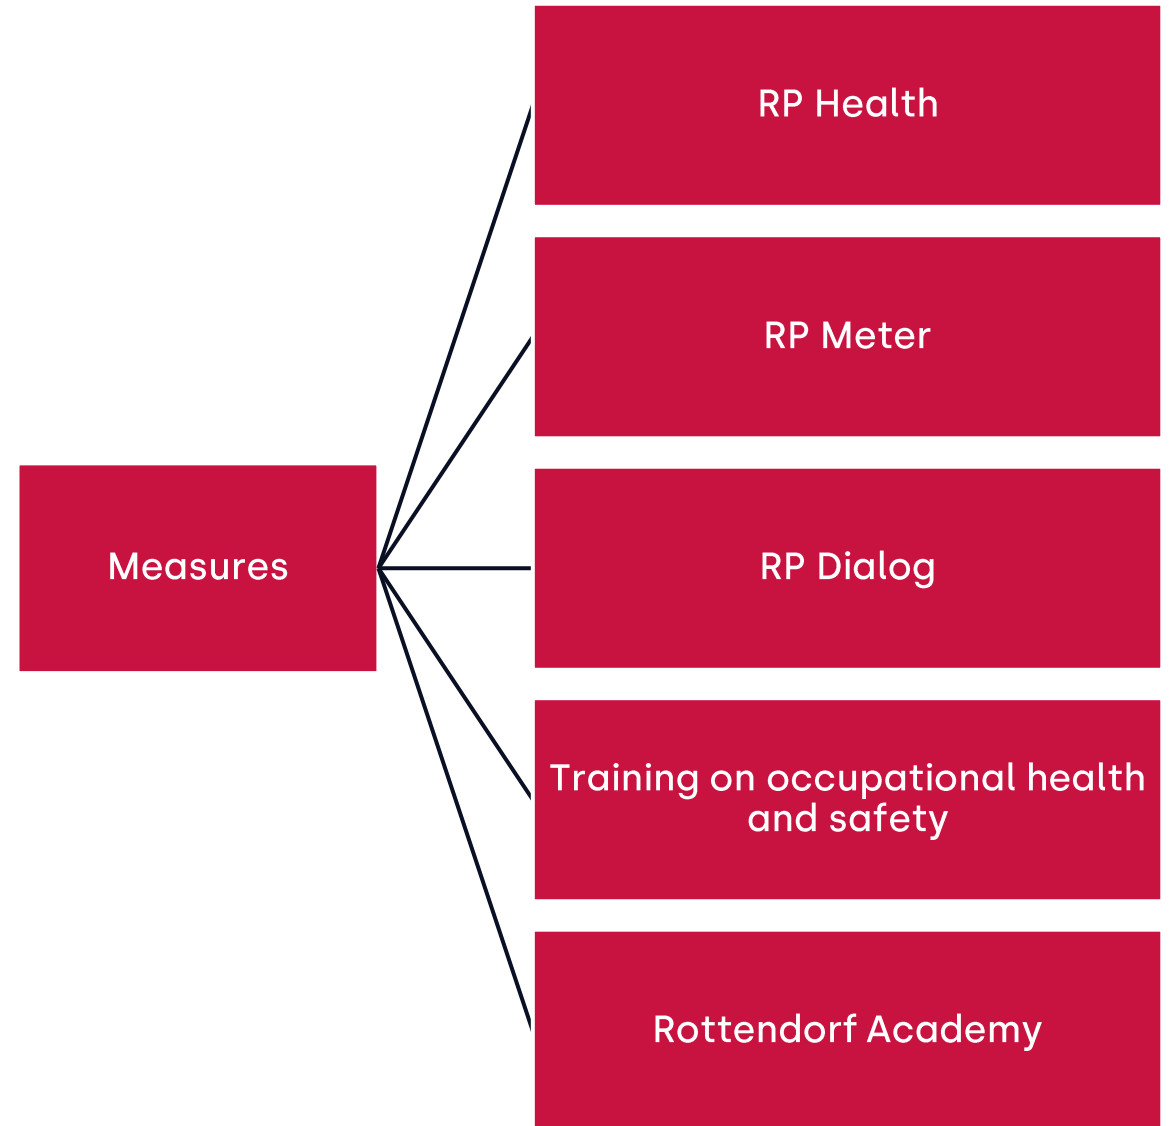 RP Health
RP Meter
Measures
RP Dialog
Training on occupational health
and safety
Rottendorf Academy